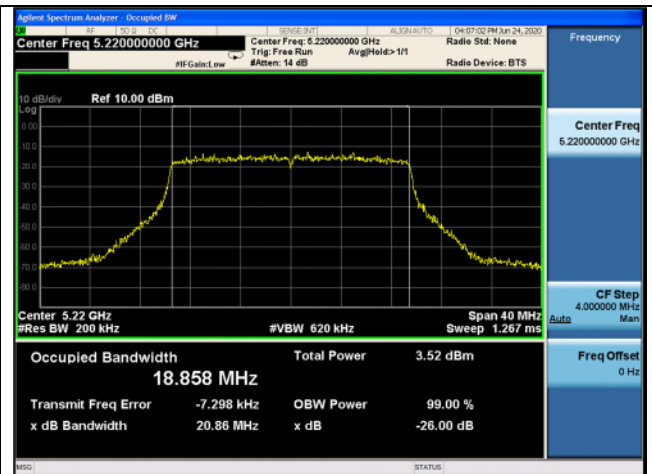 Agilent Spectrum Analyzer - Occupied BW
RF 50 Ω DC SENSE:INT ALIGN AUTO 04:07:02 PM Jun 24, 2020
Center Freq 5.220000000 GHz
Center Freq: 5.220000000 GHz Radio Std: None
Trig: Free Run Avg|Hold:>1/1
#IFGain:Low #Atten: 14 dB Radio Device: BTS
Frequency
10 dB/div Ref 10.00 dBm
Log
0.00
-10.0
-20.0
-30.0
-40.0
-50.0
-60.0
-70.0
-80.0
Center Freq
5.220000000 GHz
Center 5.22 GHz Span 40 MHz
#Res BW 200 kHz #VBW 620 kHz Sweep 1.267 ms
CF Step
4.000000 MHz
Auto Man
Occupied Bandwidth Total Power 3.52 dBm
18.858 MHz
Transmit Freq Error -7.298 kHz OBW Power 99.00 %
x dB Bandwidth 20.86 MHz x dB -26.00 dB
Freq Offset
0 Hz
MSG STATUS